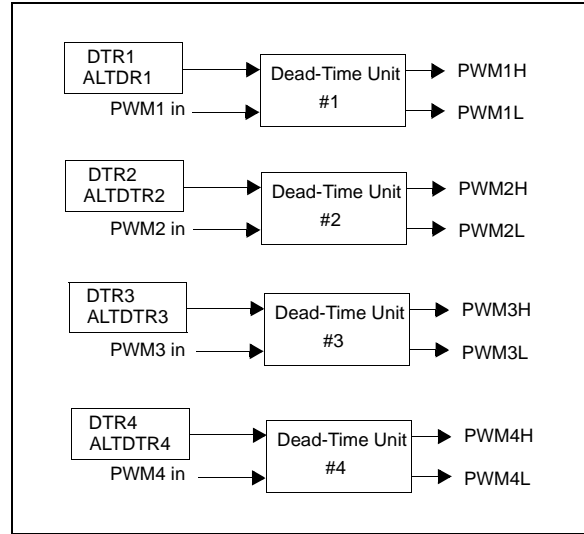 DTR1
ALTDR1
Dead-Time Unit
#1
PWM1H
PWM1 in
PWM1L
DTR2
ALTDTR2
Dead-Time Unit
#2
PWM2H
PWM2 in
PWM2L
DTR3
ALTDTR3
Dead-Time Unit
#3
PWM3H
PWM3 in
PWM3L
DTR4
ALTDTR4
Dead-Time Unit
#4
PWM4H
PWM4 in
PWM4L